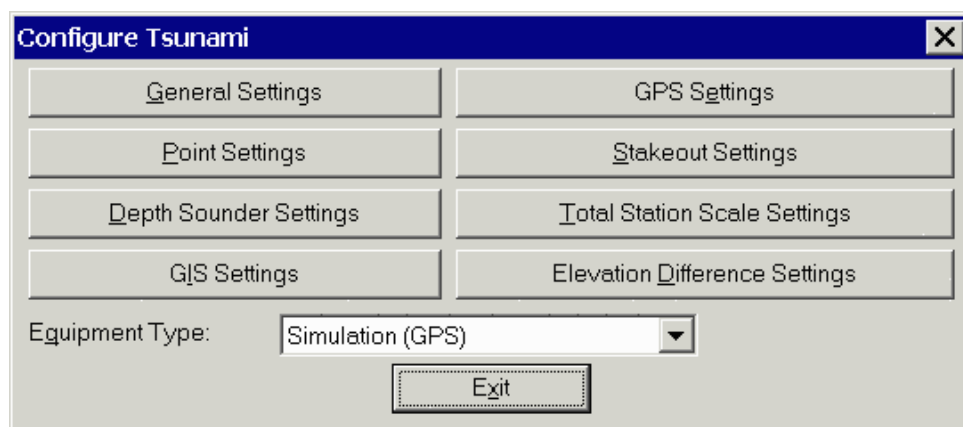 Configure Tsunami
General Settings
GPS Settings
Point Settings
Stakeout Settings
Depth Sounder Settings
Total Station Scale Settings
GIS Settings
Elevation Difference Settings
Equipment Type:
Simulation (GPS)
Exit